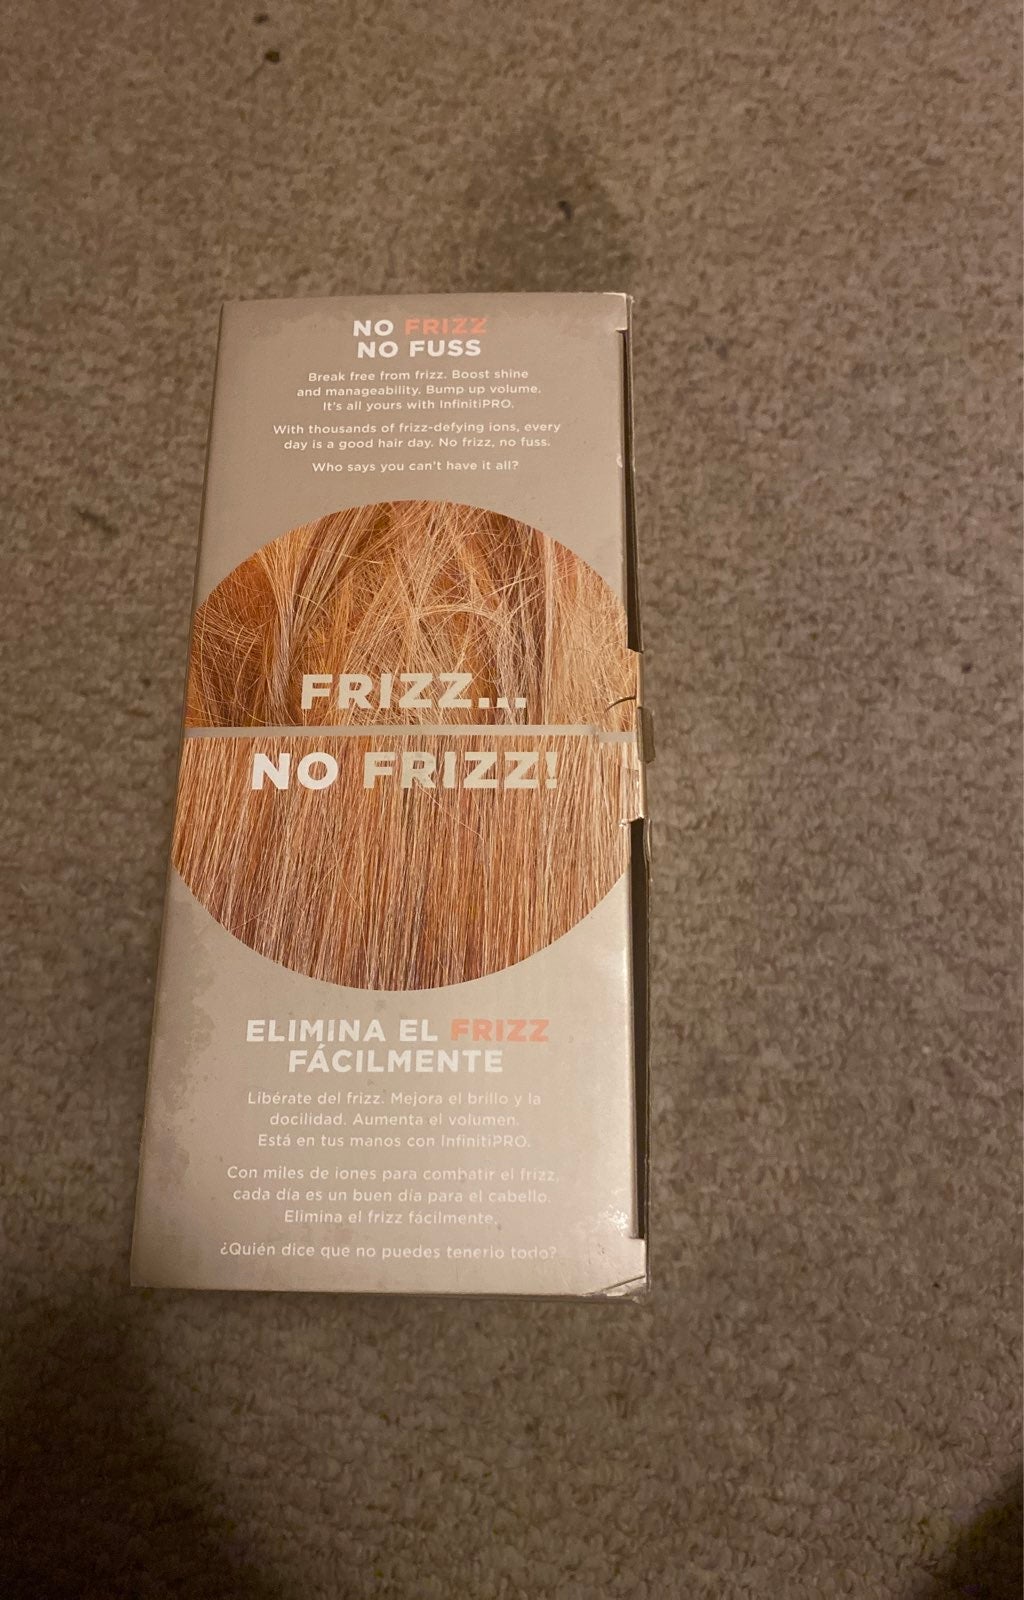 NO FRIZZ
NO FUSS
Break free from frizz. Boost shine
and manageability. Bump up volume.
It's all yours with InfinitiPRO.
With thousands of frizz-defying ions, every
day is a good hair day. No frizz, no fuss.
Who says you can't have it all?
FRIZZ...
NO FRIZZ!
ELIMINA EL FRIZZ
FÁCILMENTE
Libérate del frizz. Mejora el brillo y la
docilidad. Aumenta el volumen.
Está en tus manos con InfinitiPRO.
Con miles de iones para combatir el frizz,
cada día es un buen día para el cabello.
Elimina el frizz fácilmente.
¿Quién dice que no puedes tenerlo todo?